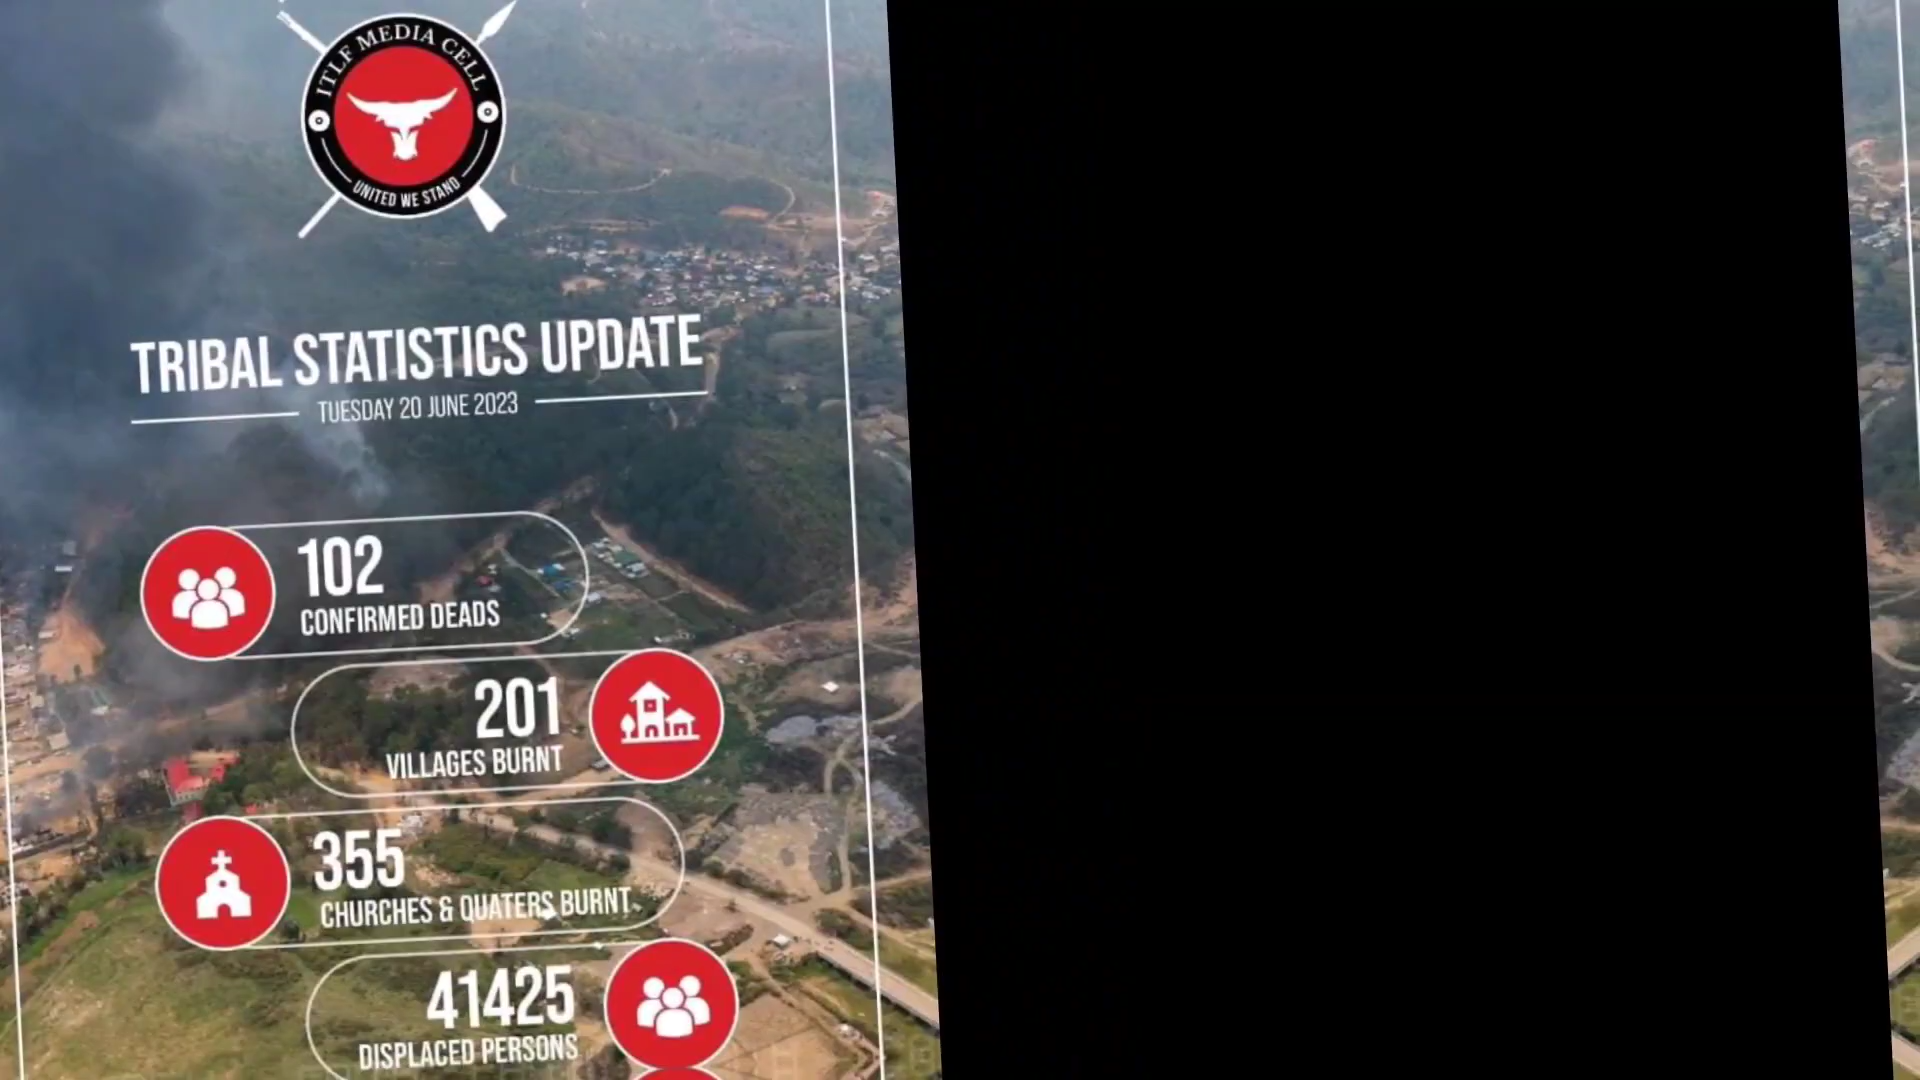 ITLF MEDIA CELL
UNITED WE STAND
TRIBAL STATISTICS UPDATE
TUESDAY 20 JUNE 2023
102
CONFIRMED DEADS
201
VILLAGES BURNT
355
CHURCHES & QUATERS BURNT
41425
DISPLACED PERSONS